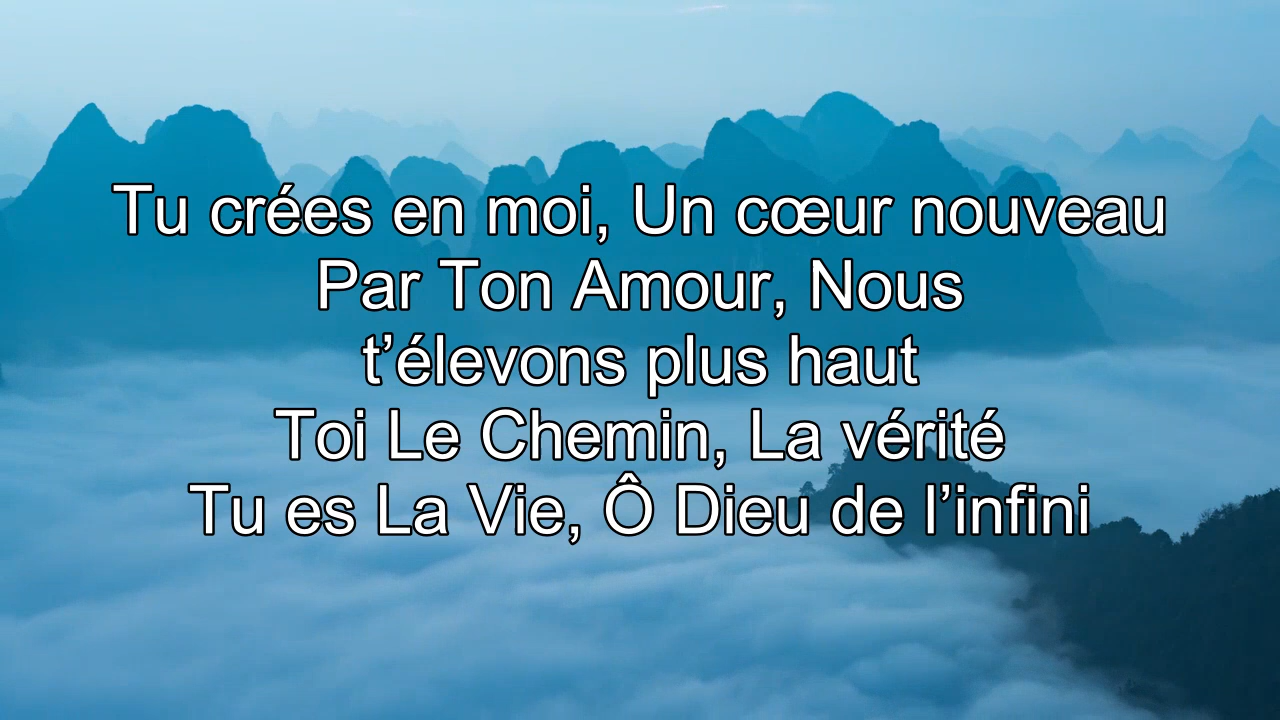 Tu crées en moi, Un cœur nouveau
Par Ton Amour, Nous
t’élevons plus haut
Toi Le Chemin, La vérité
Tu es La Vie, Ô Dieu de l’infini